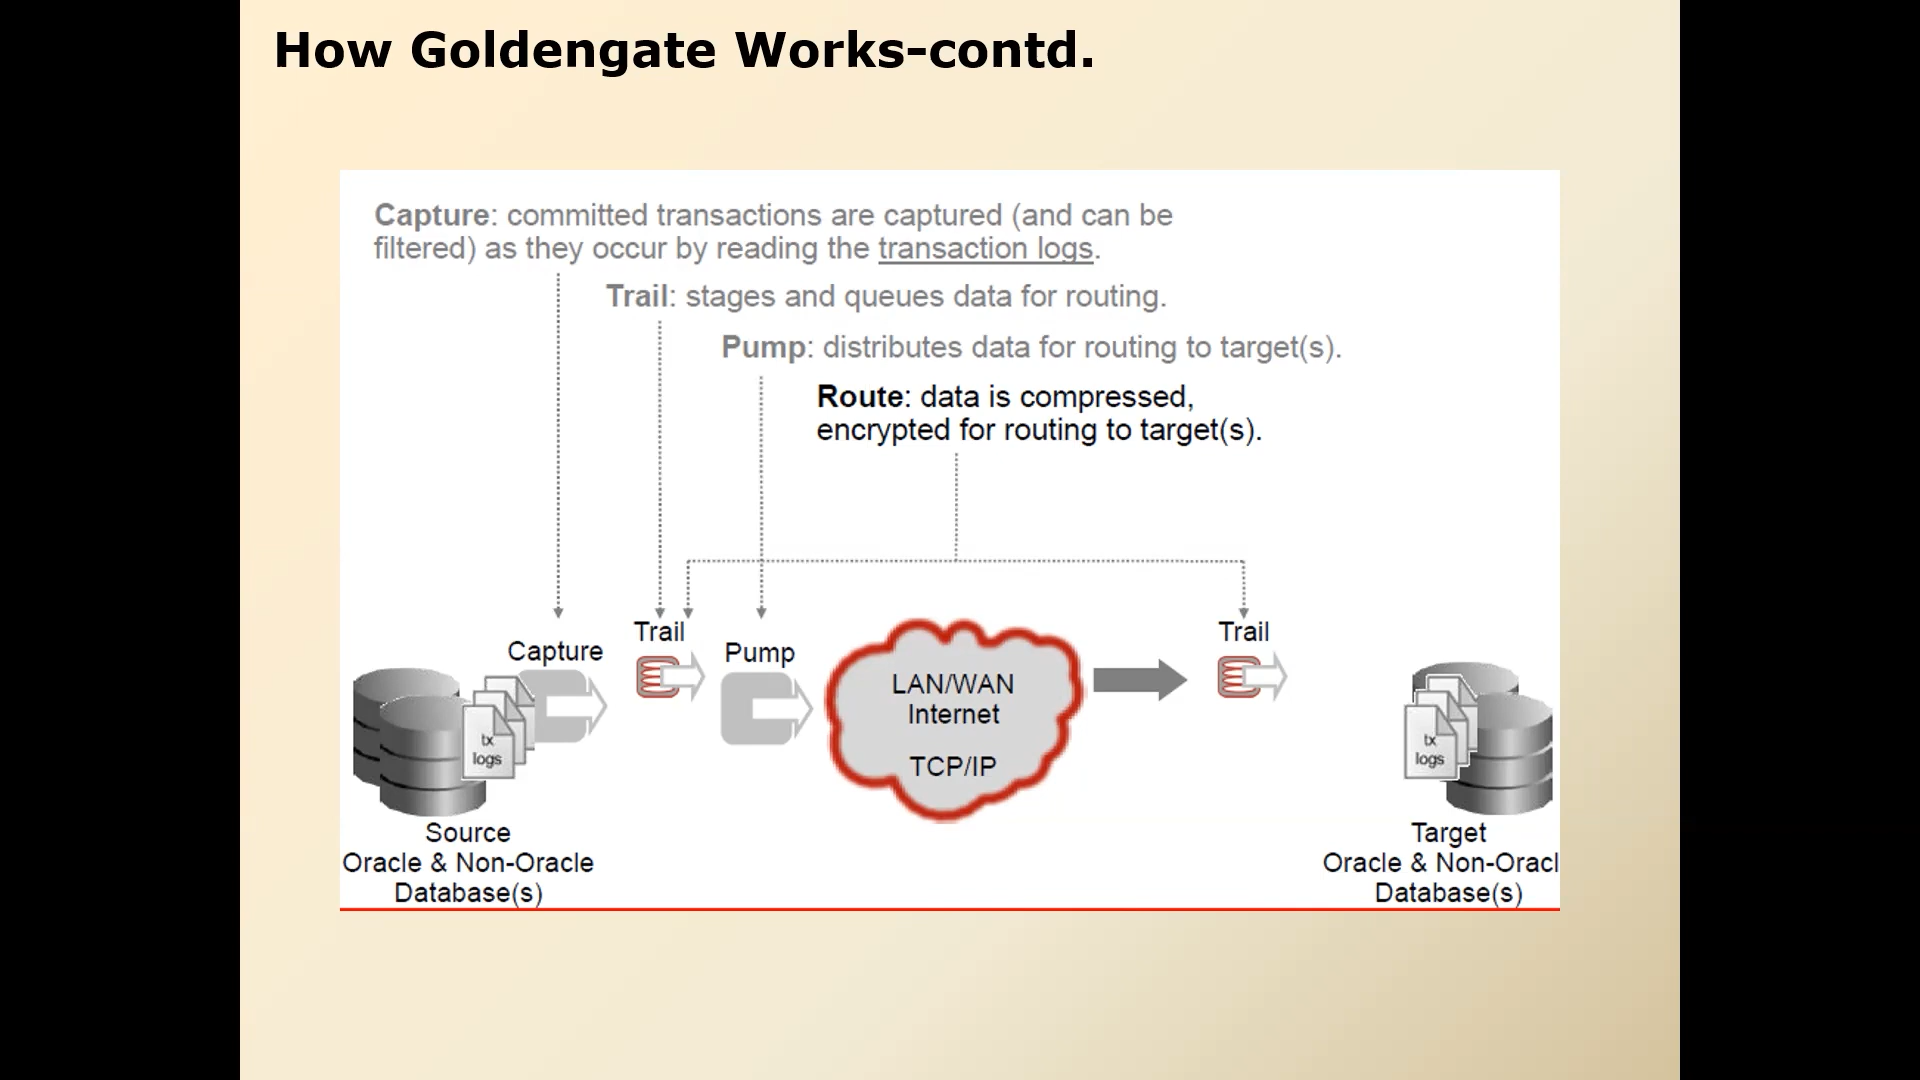 How Goldengate Works-contd.
Capture: committed transactions are captured (and can be
filtered) as they occur by reading the transaction logs.
Trail: stages and queues data for routing.
Pump: distributes data for routing to target(s).
Route: data is compressed,
encrypted for routing to target(s).
Capture
Trail
Pump
Trail
LAN/WAN
Internet
TCP/IP
tx
logs
tx
logs
Source
Oracle & Non-Oracle
Database(s)
Target
Oracle & Non-Oracl
Database(s)